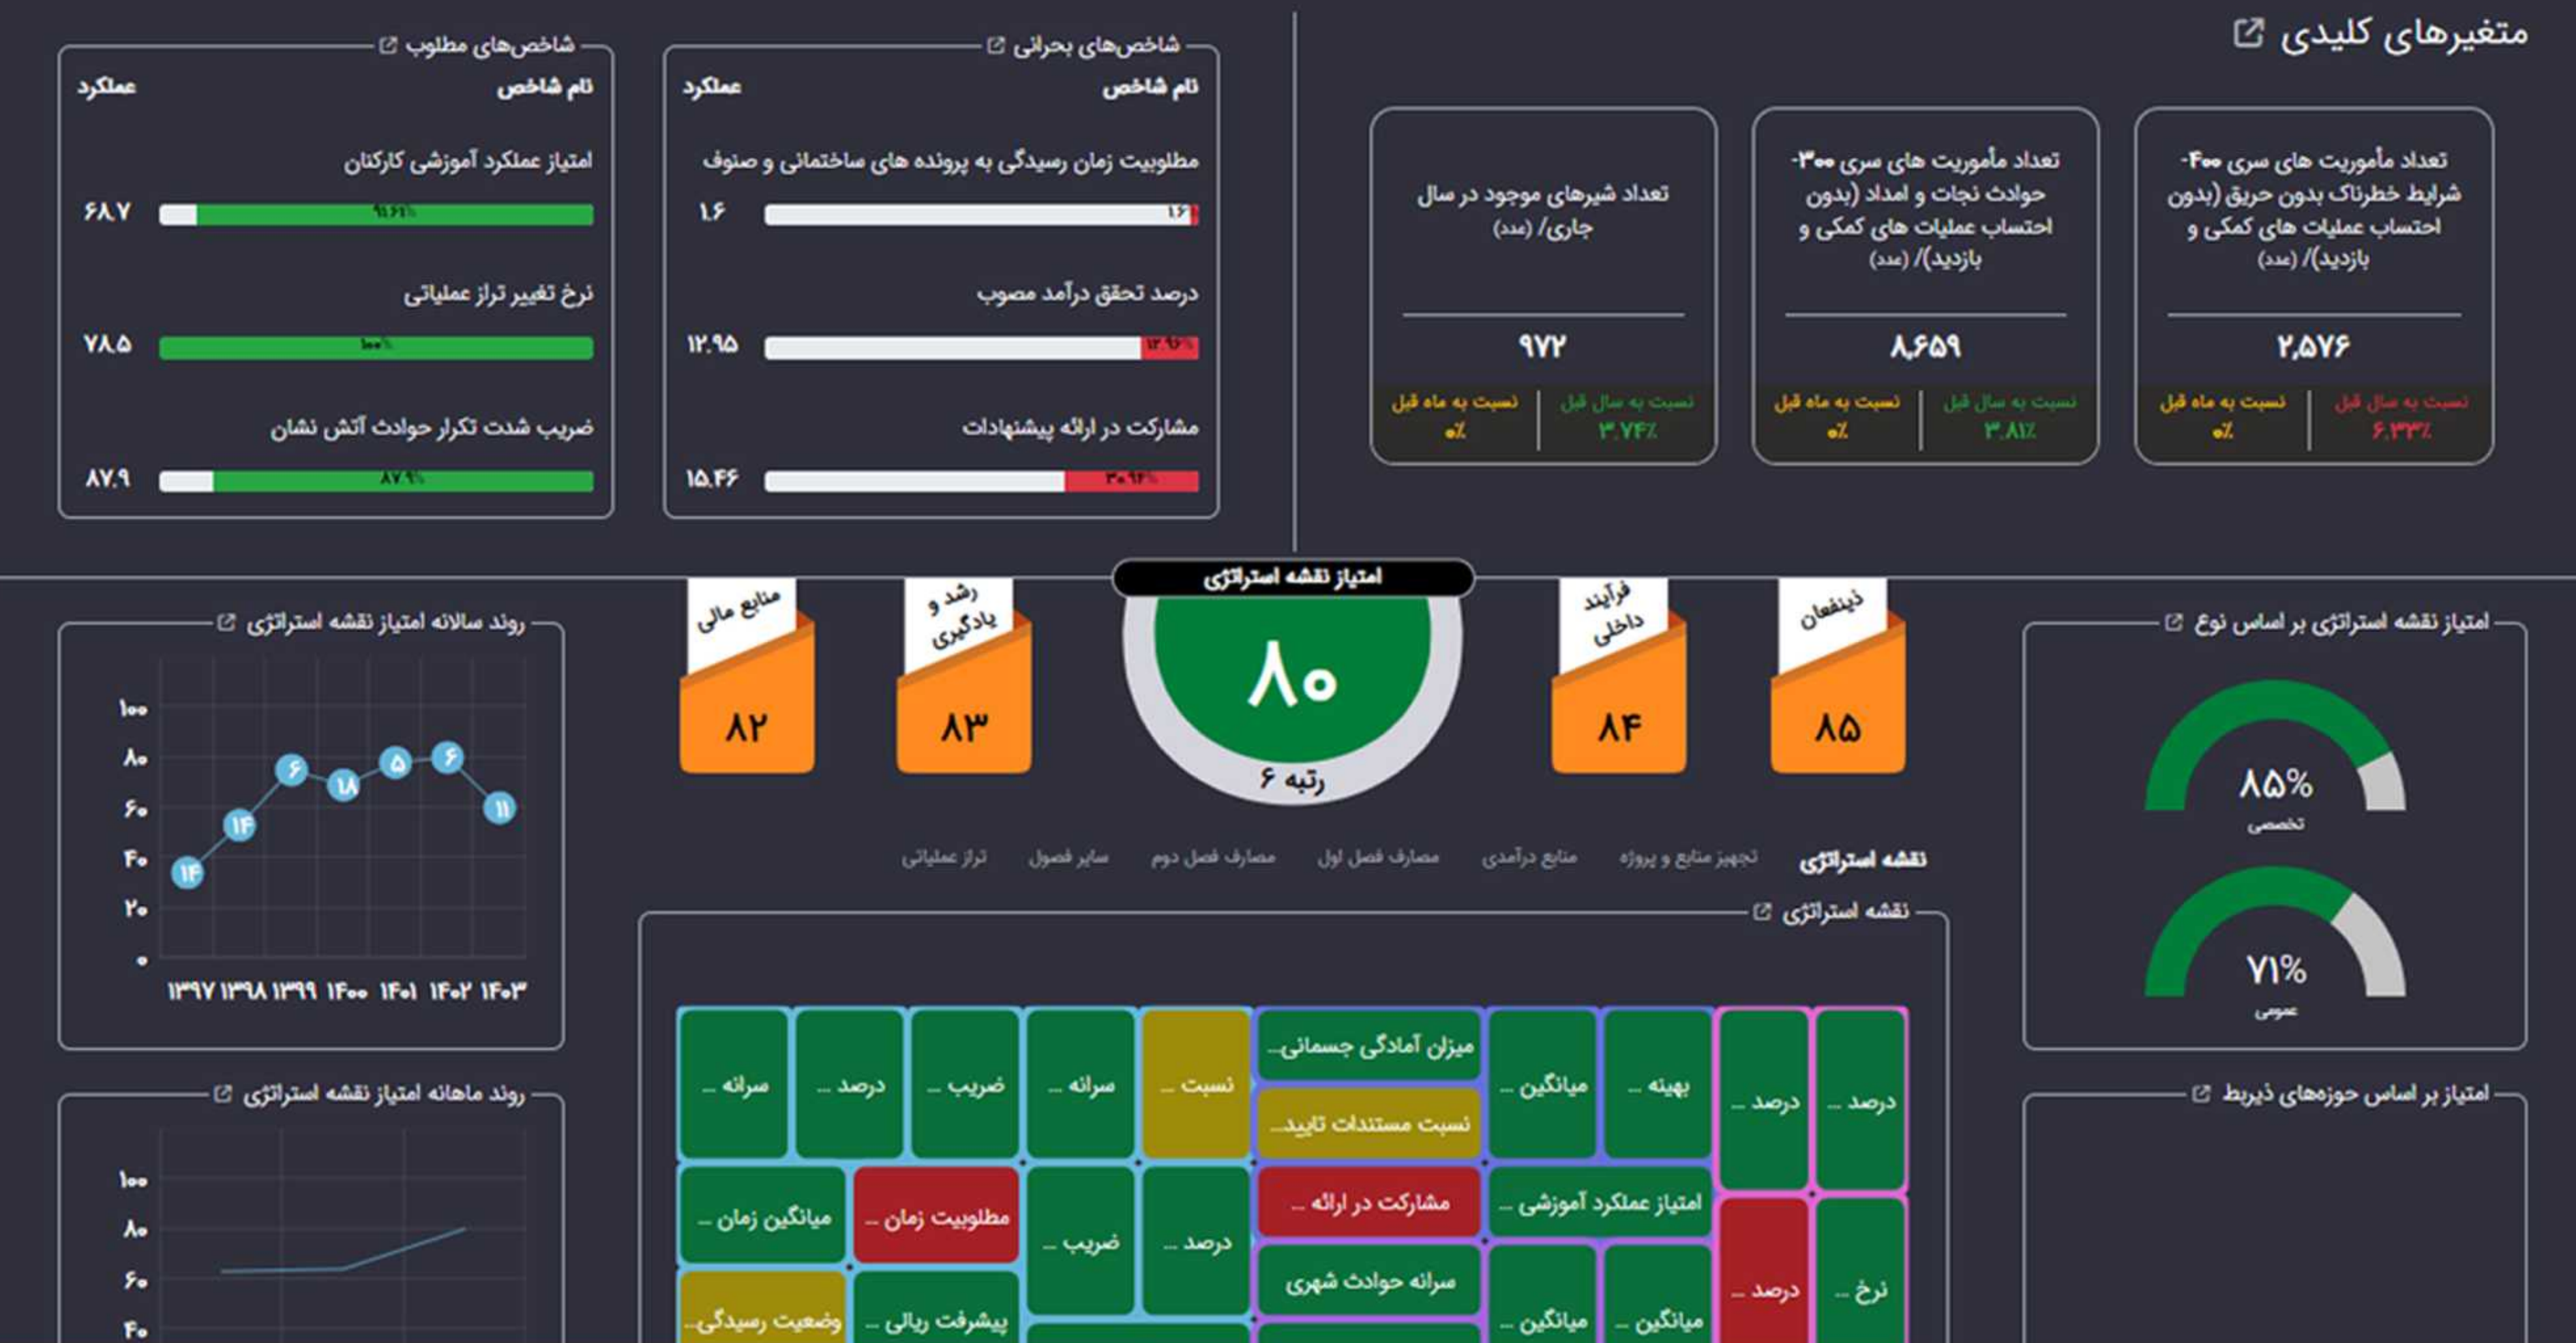 متغیرهای کلیدی
تعداد مأموریت های سری ۴۰۰-
شرایط خطرناک بدون حریق (بدون
احتساب عملیات های کمکی و
بازدید)/ (عدد)
۲,۵۷۶
نسبت به سال قبل
۶.۳۳٪
نسبت به ماه قبل
۰٪
تعداد مأموریت های سری ۳۰۰-
حوادث نجات و امداد (بدون
احتساب عملیات های کمکی و
بازدید)/ (عدد)
۸,۶۵۹
نسبت به سال قبل
۳.۸۱٪
نسبت به ماه قبل
۰٪
تعداد شیرهای موجود در سال
جاری/ (عدد)
۹۷۲
نسبت به سال قبل
۳.۷۴٪
نسبت به ماه قبل
۰٪
شاخص‌های بحرانی
نام شاخص عملکرد
مطلوبیت زمان رسیدگی به پرونده های ساختمانی و صنوف
۱.۶ ۱.۶
درصد تحقق درآمد مصوب
۱۲.۹۶% ۱۲.۹۵
مشارکت در ارائه پیشنهادات
۳۰.۹۲% ۱۵.۴۶
شاخص‌های مطلوب
نام شاخص عملکرد
امتیاز عملکرد آموزشی کارکنان
۹۱.۶۱% ۶۸.۷
نرخ تغییر تراز عملیاتی
۱۰۰% ۷۸.۵
ضریب شدت تکرار حوادث آتش نشان
۸۷.۹% ۸۷.۹
امتیاز نقشه استراتژی
۸۰
رتبه ۶
ذینفعان
۸۵
فرآیند
داخلی
۸۴
رشد و
یادگیری
۸۳
منابع مالی
۸۲
امتیاز نقشه استراتژی بر اساس نوع
۸۵%
تخصصی
۷۱%
عمومی
امتیاز بر اساس حوزه‌های ذیربط
نقشه استراتژی تجهیز منابع و پروژه منابع درآمدی مصارف فصل اول مصارف فصل دوم سایر فصول تراز عملیاتی
نقشه استراتژی
درصد ...
درصد ...
بهینه ...
میانگین ...
میزان آمادگی جسمانی...
نسبت مستندات تایید...
نسبت ...
سرانه ...
ضریب ...
درصد ...
سرانه ...
نرخ ...
درصد ...
امتیاز عملکرد آموزشی ...
مشارکت در ارائه ...
میانگین ...
میانگین ...
سرانه حوادث شهری
درصد ...
ضریب ...
مطلوبیت زمان ...
میانگین زمان ...
پیشرفت ریالی ...
وضعیت رسیدگی...
روند سالانه امتیاز نقشه استراتژی
۱۰۰
۸۰
۶۰
۴۰
۲۰
۰
۱۴
۱۴
۶
۱۸
۵
۶
۱۱
۱۳۹۷ ۱۳۹۸ ۱۳۹۹ ۱۴۰۰ ۱۴۰۱ ۱۴۰۲ ۱۴۰۳
روند ماهانه امتیاز نقشه استراتژی
۱۰۰
۸۰
۶۰
۴۰